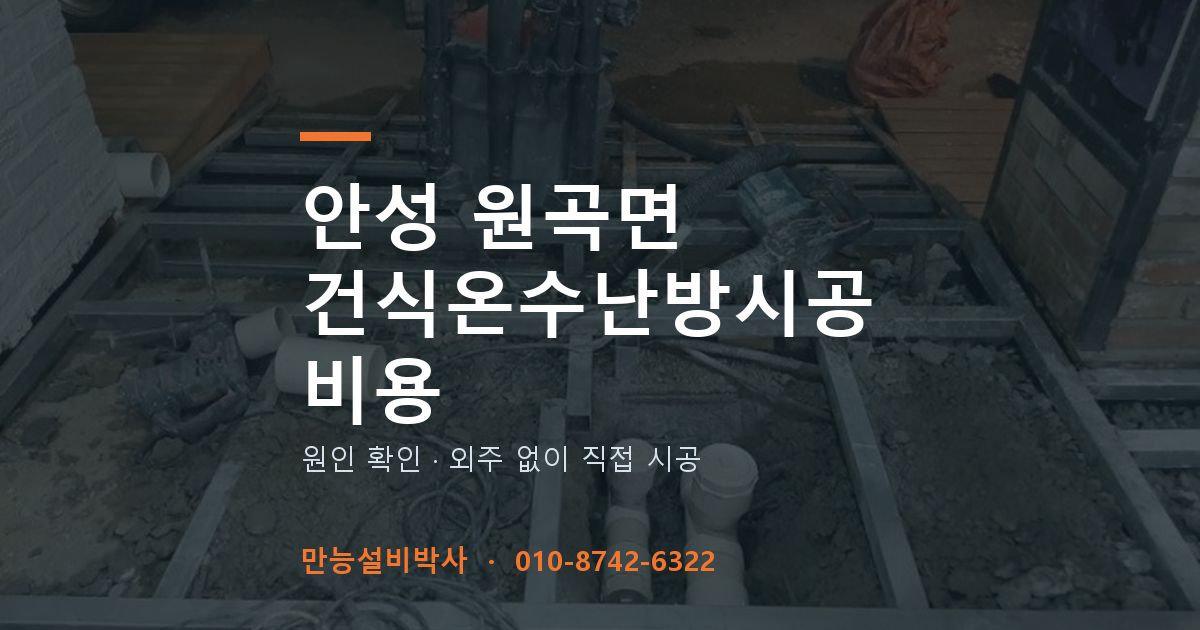 안성 원곡면
건식온수난방시공
비용
원인 확인 · 외주 없이 직접 시공
만능설비박사 · 010-8742-6322